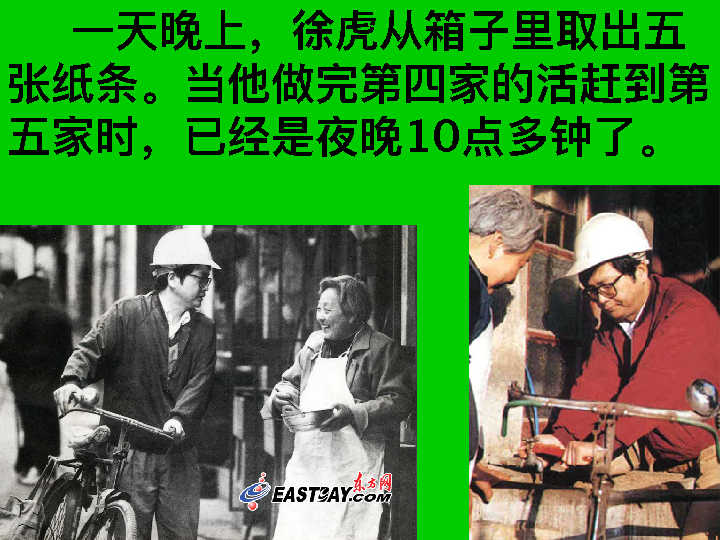 一天晚上，徐虎从箱子里取出五
张纸条。当他做完第四家的活赶到第
五家时，已经是夜晚10点多钟了。
东方网
EASTDAY.COM